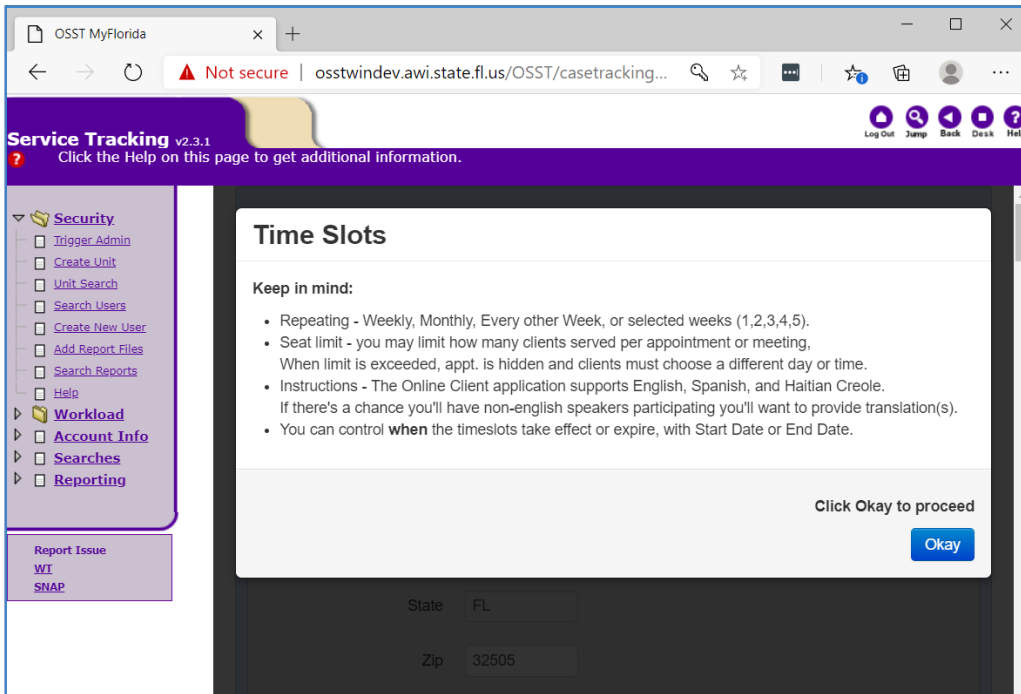 OSST MyFlorida
Not secure | osstwindev.awi.state.fl.us/OSST/casetracking...
Service Tracking v2.3.1
Log Out Jump Back Desk Hel
? Click the Help on this page to get additional information.
Security
Trigger Admin
Create Unit
Unit Search
Search Users
Create New User
Add Report Files
Search Reports
Help
Workload
Account Info
Searches
Reporting
Report Issue
WT
SNAP
Time Slots
Keep in mind:
• Repeating - Weekly, Monthly, Every other Week, or selected weeks (1,2,3,4,5).
• Seat limit - you may limit how many clients served per appointment or meeting,
When limit is exceeded, appt. is hidden and clients must choose a different day or time.
• Instructions - The Online Client application supports English, Spanish, and Haitian Creole.
If there's a chance you'll have non-english speakers participating you'll want to provide translation(s).
• You can control when the timeslots take effect or expire, with Start Date or End Date.
Click Okay to proceed
Okay
State FL
Zip 32505